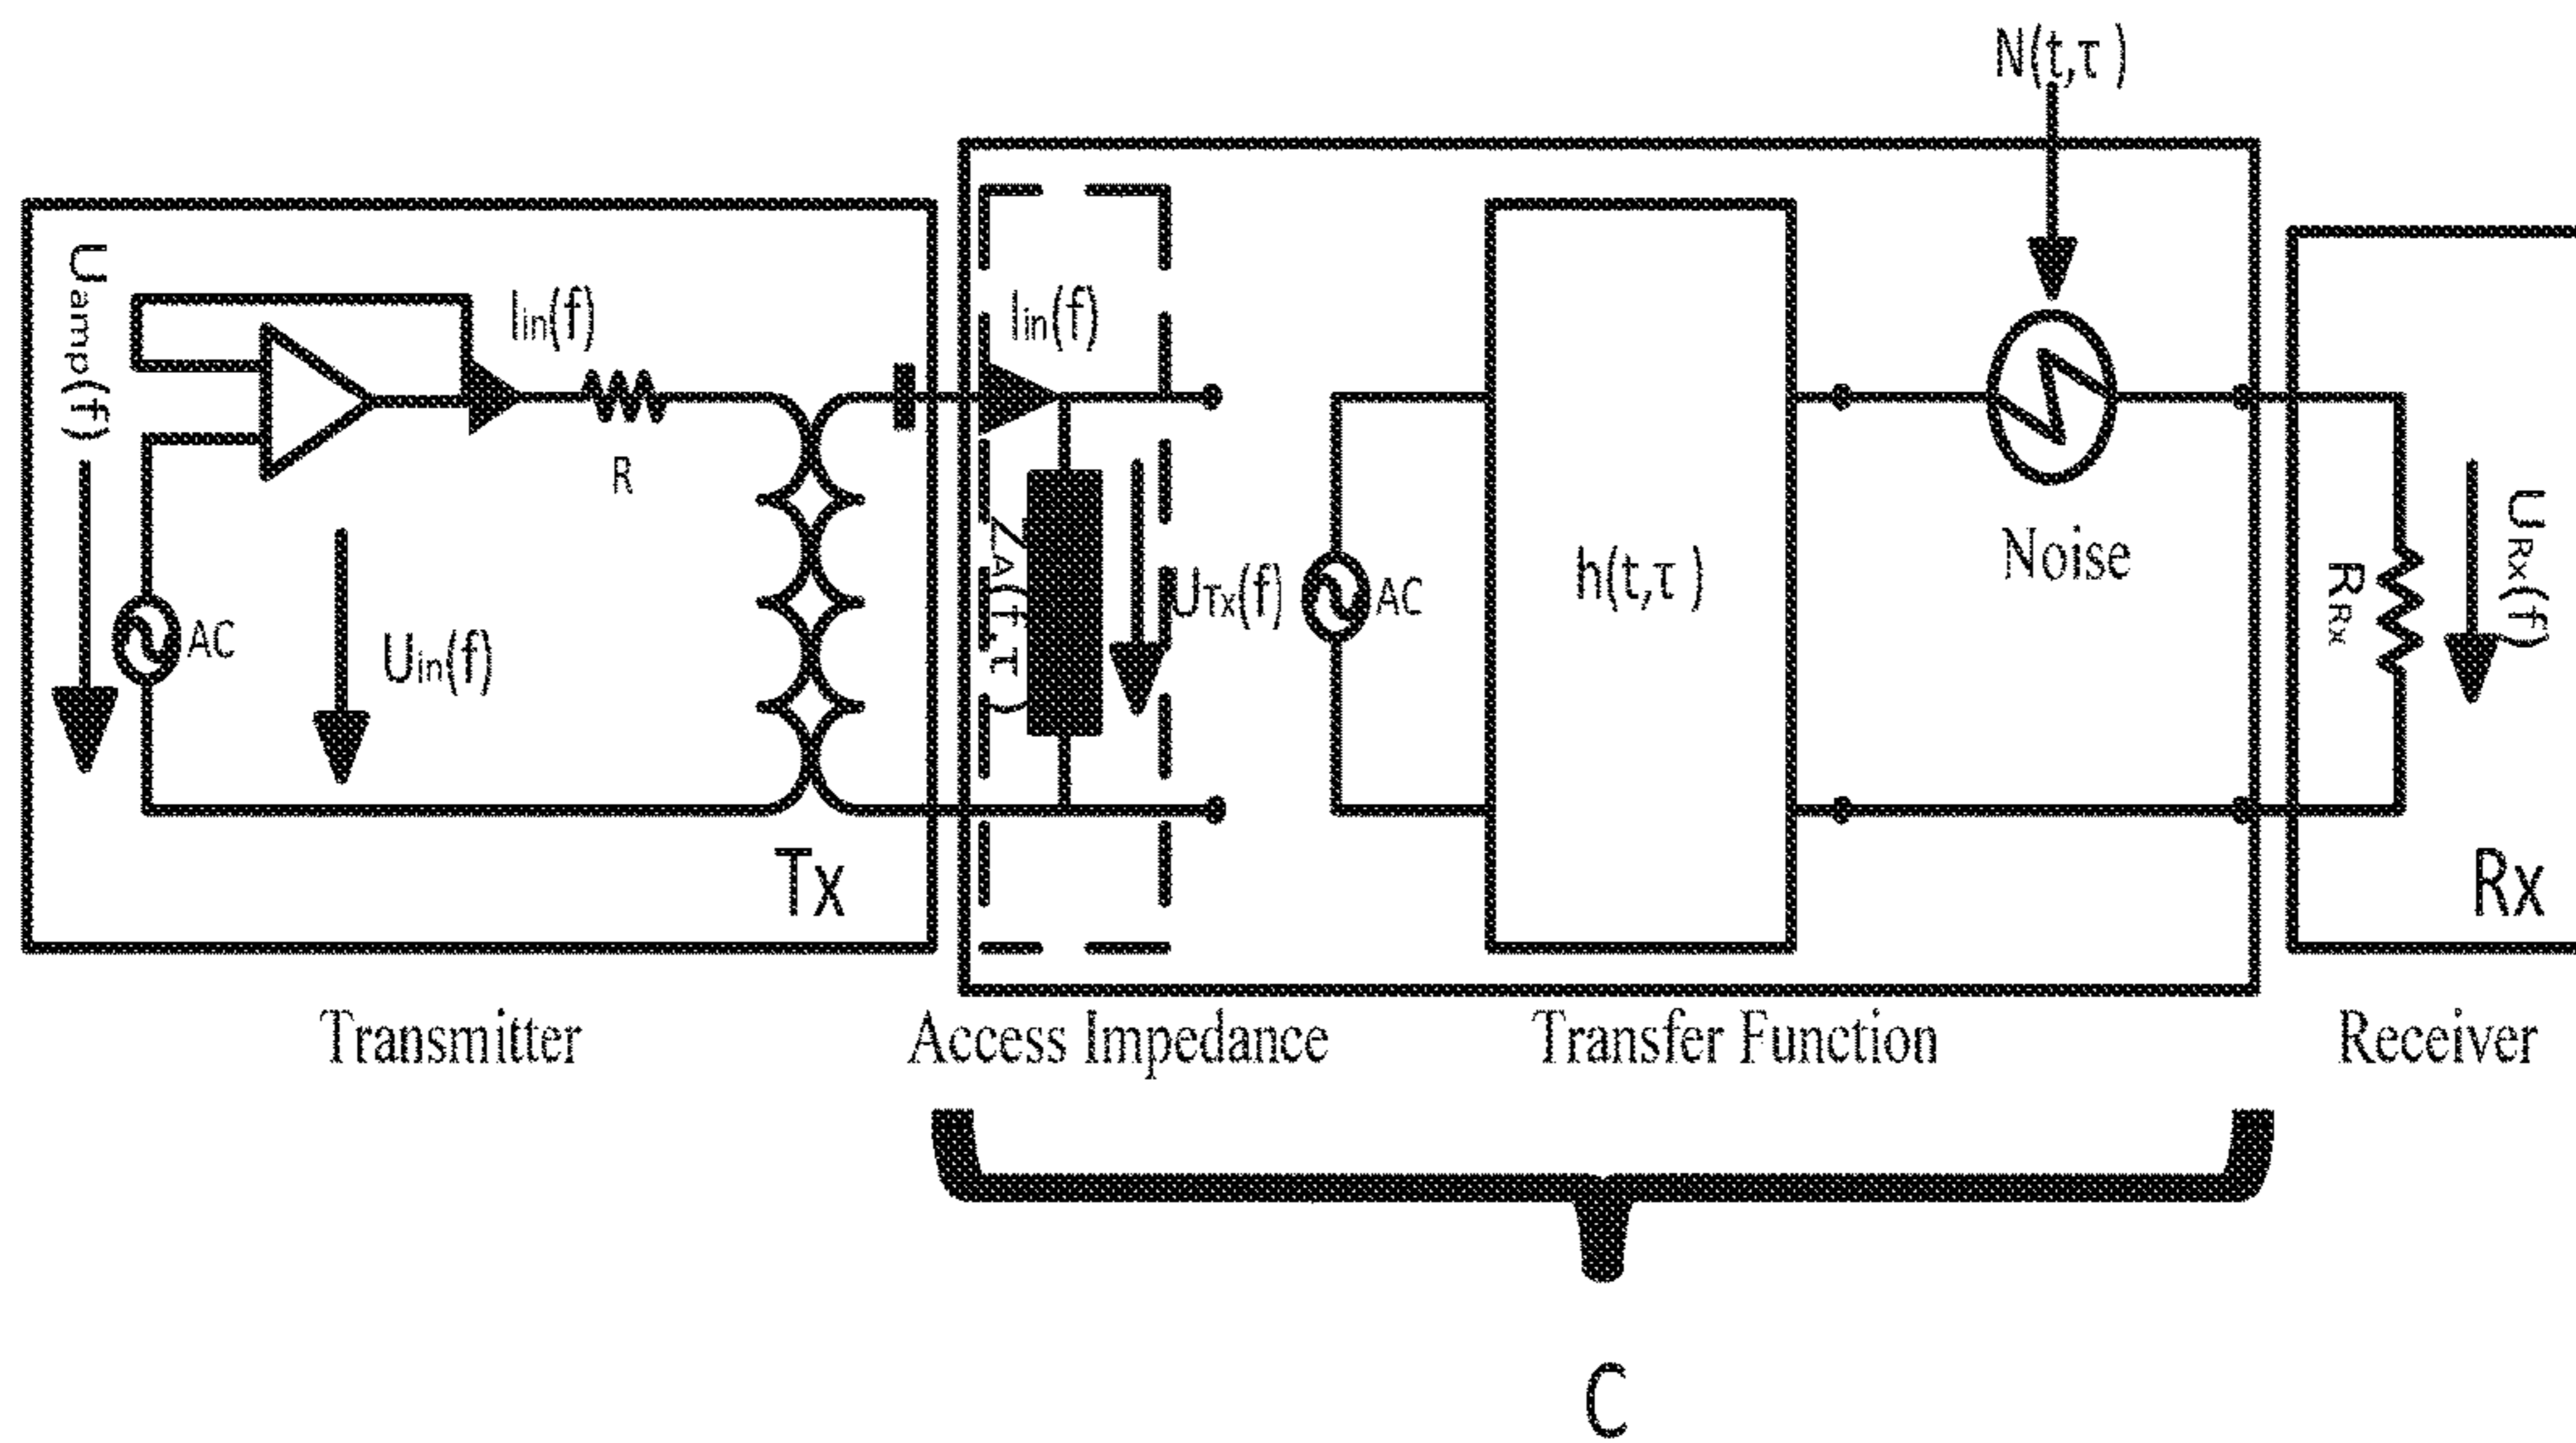 N(t,τ )
Uamp(f)
Iin(f)
Iin(f)
R
AC
Uin(f)
ZA(f,τ )
UTx(f)
AC
h(t,τ )
Noise
RRx
URx(f)
Tx
Rx
Transmitter
Access Impedance
Transfer Function
Receiver
C